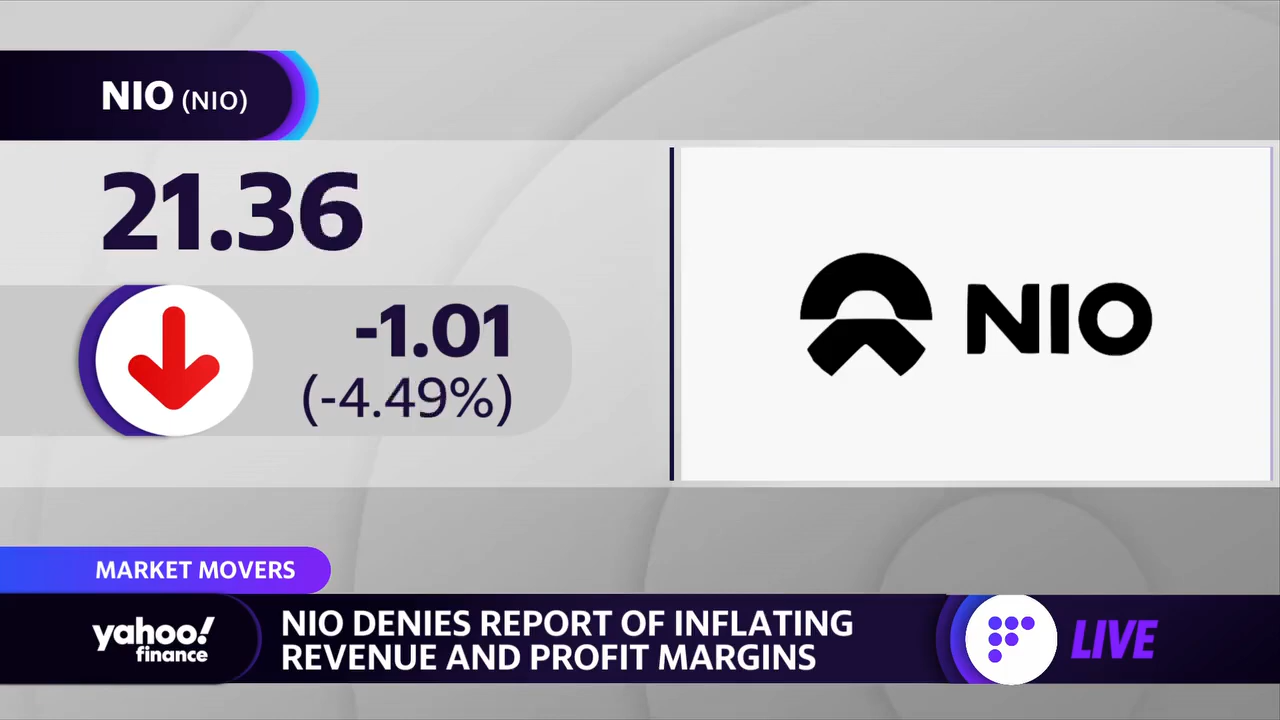 NIO (NIO)
21.36
-1.01
(-4.49%)
NIO
MARKET MOVERS
yahoo!
finance
NIO DENIES REPORT OF INFLATING
REVENUE AND PROFIT MARGINS
LIVE